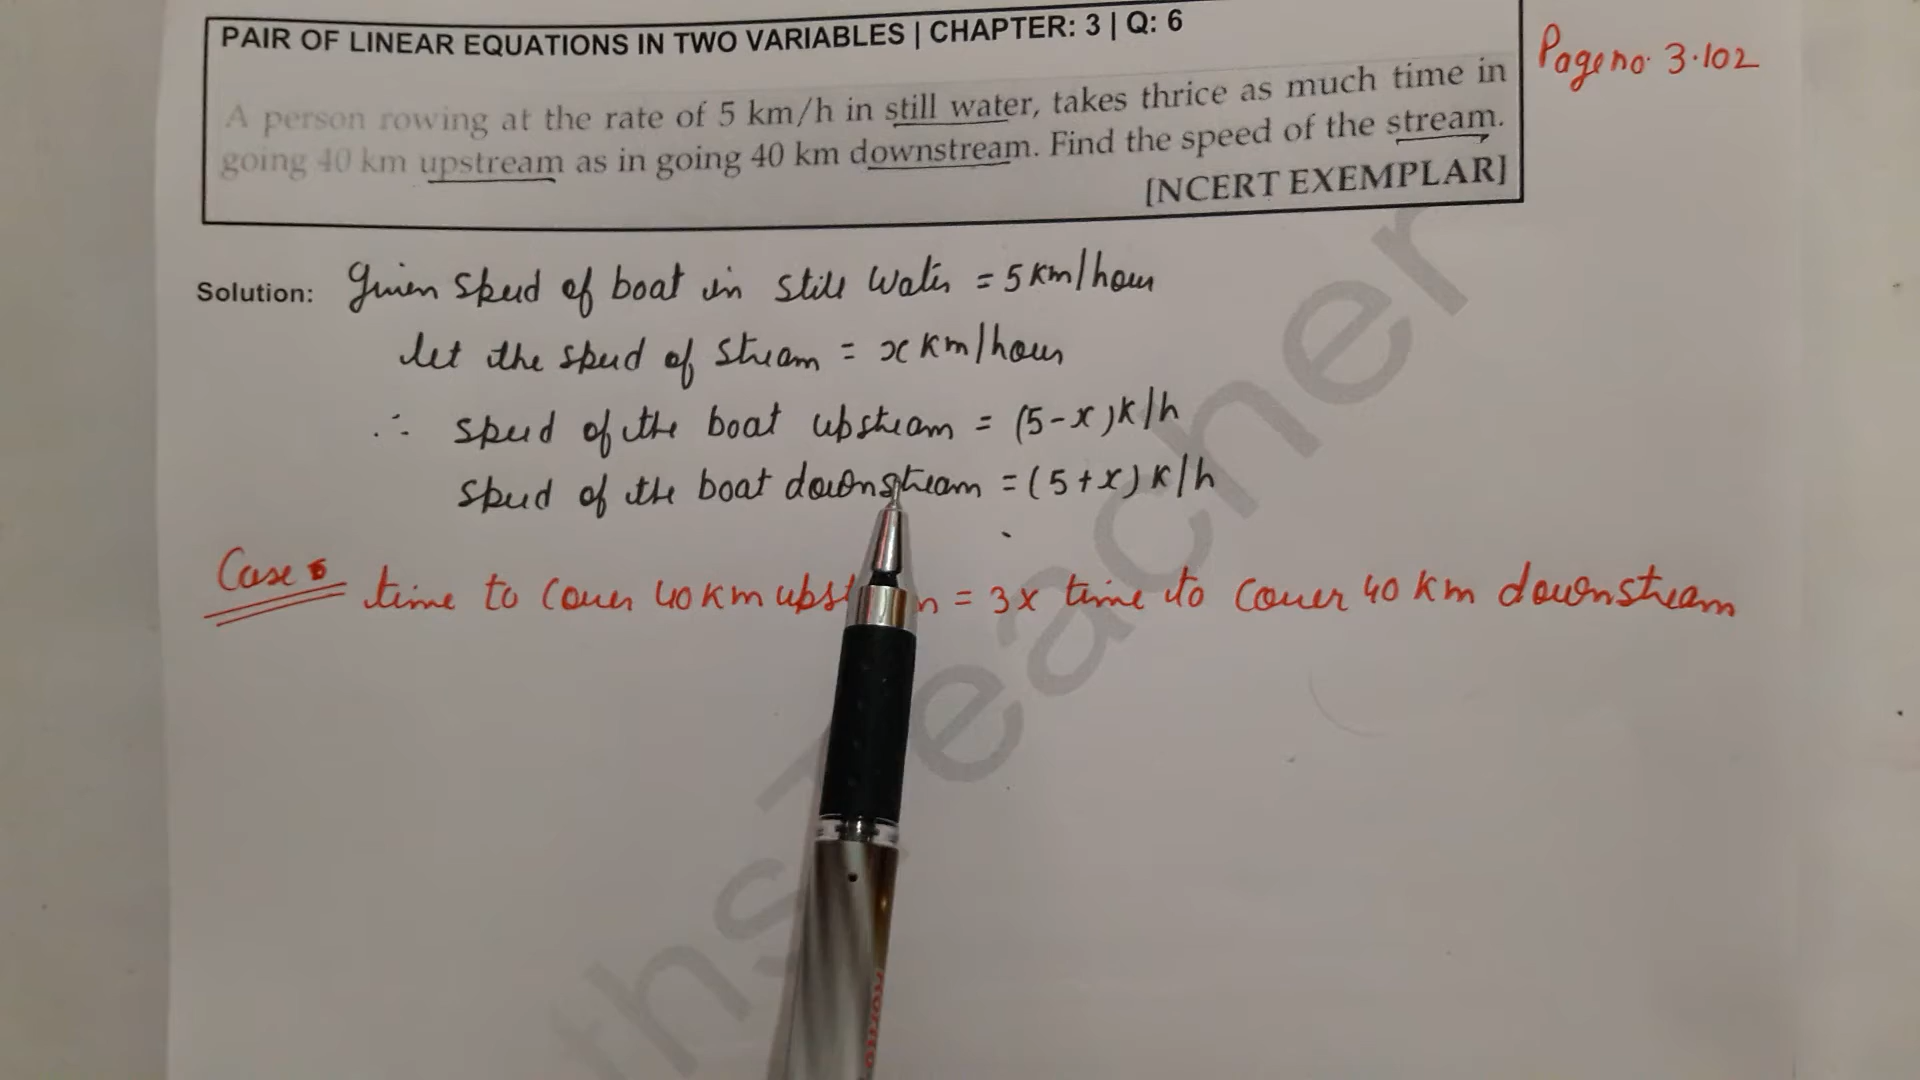 PAIR OF LINEAR EQUATIONS IN TWO VARIABLES | CHAPTER: 3 | Q: 6
Page no. 3.102
A person rowing at the rate of 5 km/h in still water, takes thrice as much time in
going 40 km upstream as in going 40 km downstream. Find the speed of the stream.
[NCERT EXEMPLAR]
Solution: Given speed of boat in still water = 5 km/hour
let the speed of stream = x km/hour
∴ speed of the boat upstream = (5-x) k/h
speed of the boat downstream = (5+x) k/h
Case time to cover 40 km upst n = 3x time to cover 40 km downstream
hsTeacher